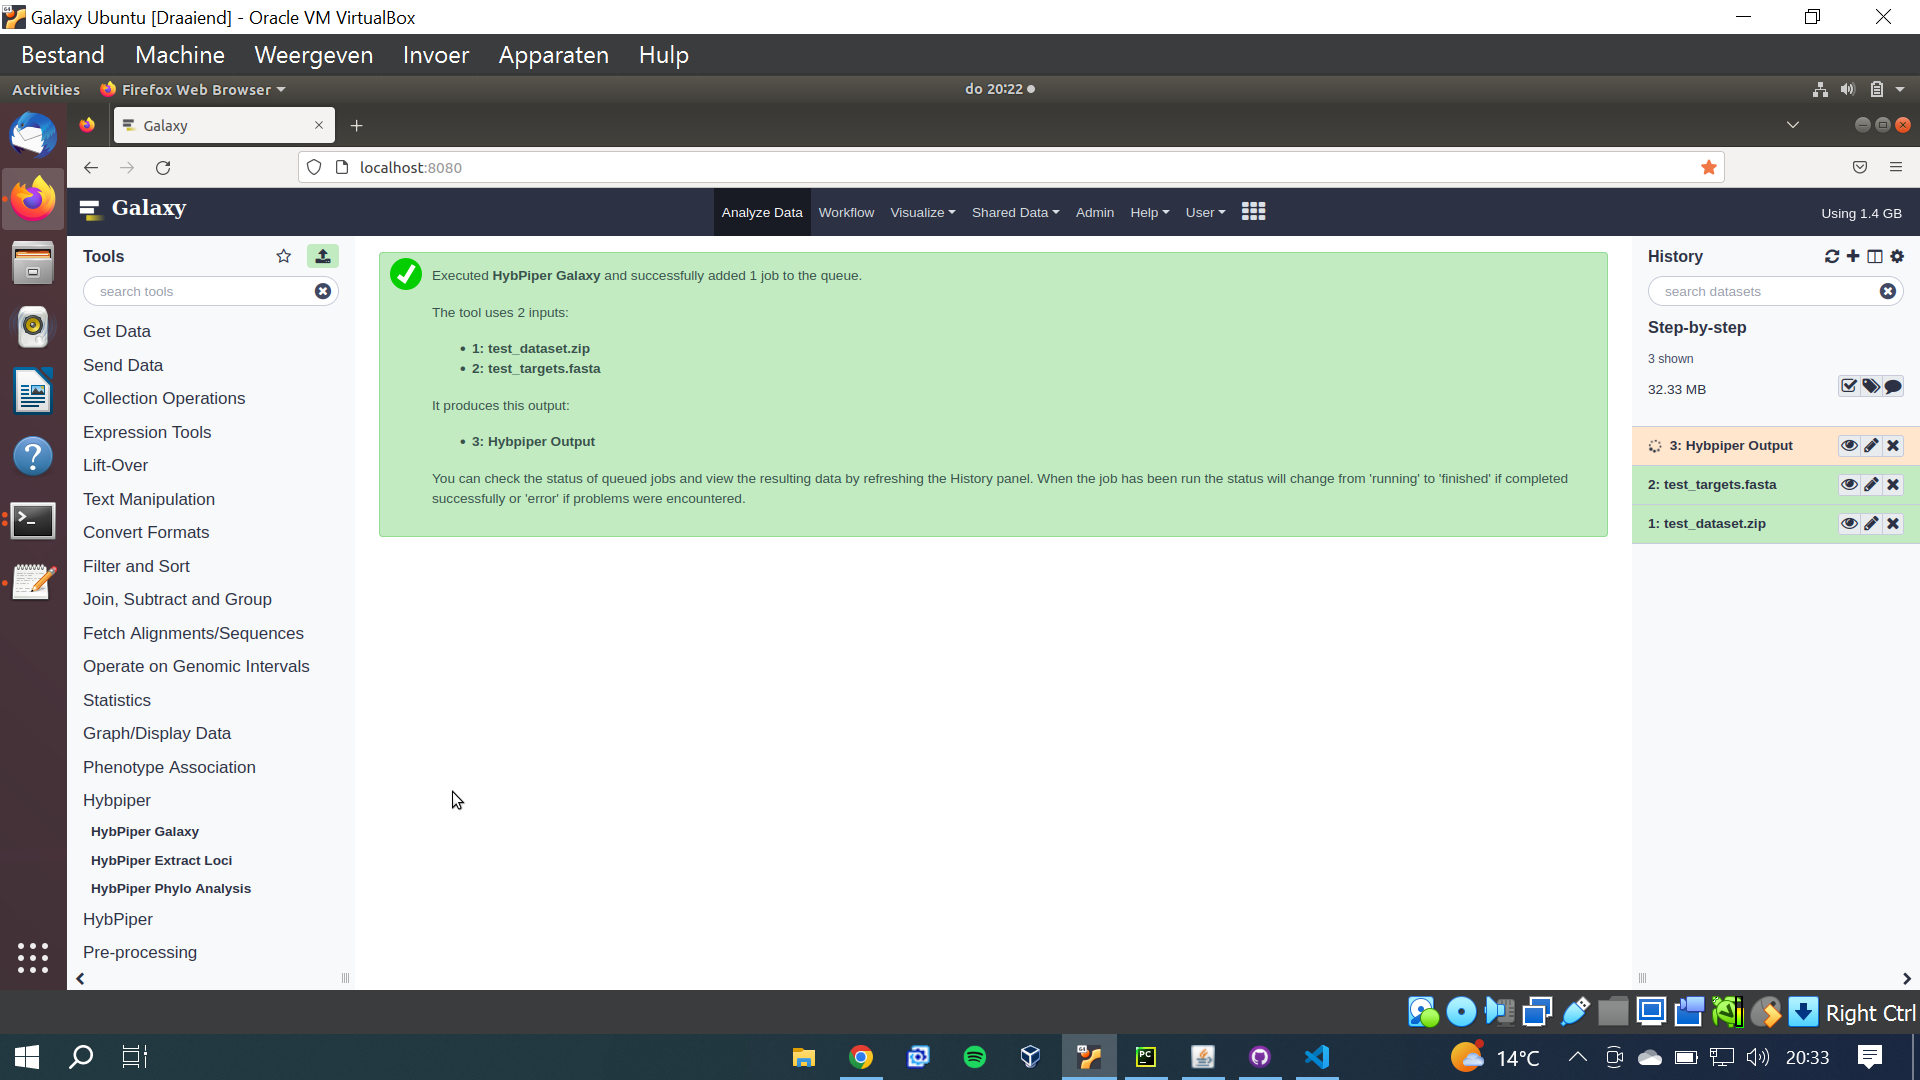 Galaxy Ubuntu [Draaiend] - Oracle VM VirtualBox
Bestand Machine Weergeven Invoer Apparaten Hulp
Activities Firefox Web Browser do 20:22
Galaxy
localhost:8080
Galaxy
Analyze Data Workflow Visualize Shared Data Admin Help User Using 1.4 GB
Tools
search tools
Get Data
Send Data
Collection Operations
Expression Tools
Lift-Over
Text Manipulation
Convert Formats
Filter and Sort
Join, Subtract and Group
Fetch Alignments/Sequences
Operate on Genomic Intervals
Statistics
Graph/Display Data
Phenotype Association
Hybpiper
HybPiper Galaxy
HybPiper Extract Loci
HybPiper Phylo Analysis
HybPiper
Pre-processing
Executed HybPiper Galaxy and successfully added 1 job to the queue.
The tool uses 2 inputs:
• 1: test_dataset.zip
• 2: test_targets.fasta
It produces this output:
• 3: Hybpiper Output
You can check the status of queued jobs and view the resulting data by refreshing the History panel. When the job has been run the status will change from 'running' to 'finished' if completed
successfully or 'error' if problems were encountered.
History
search datasets
Step-by-step
3 shown
32.33 MB
3: Hybpiper Output
2: test_targets.fasta
1: test_dataset.zip
Right Ctrl
14°C 20:33